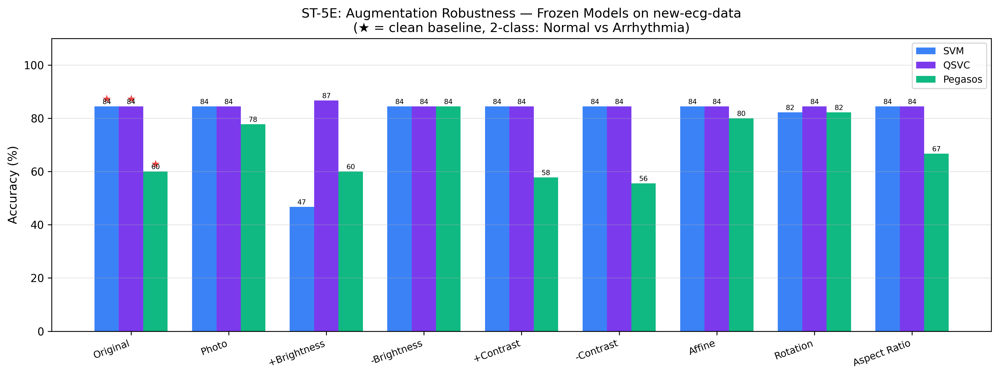 ST-5E: Augmentation Robustness — Frozen Models on new-ecg-data
(★ = clean baseline, 2-class: Normal vs Arrhythmia)
SVM
QSVC
Pegasos
Accuracy (%)
100
80
60
40
20
0
84 84 60
84 84 78
47 87 60
84 84 84
84 84 58
84 84 56
84 84 80
82 84 82
84 84 67
Original
Photo
+Brightness
-Brightness
+Contrast
-Contrast
Affine
Rotation
Aspect Ratio